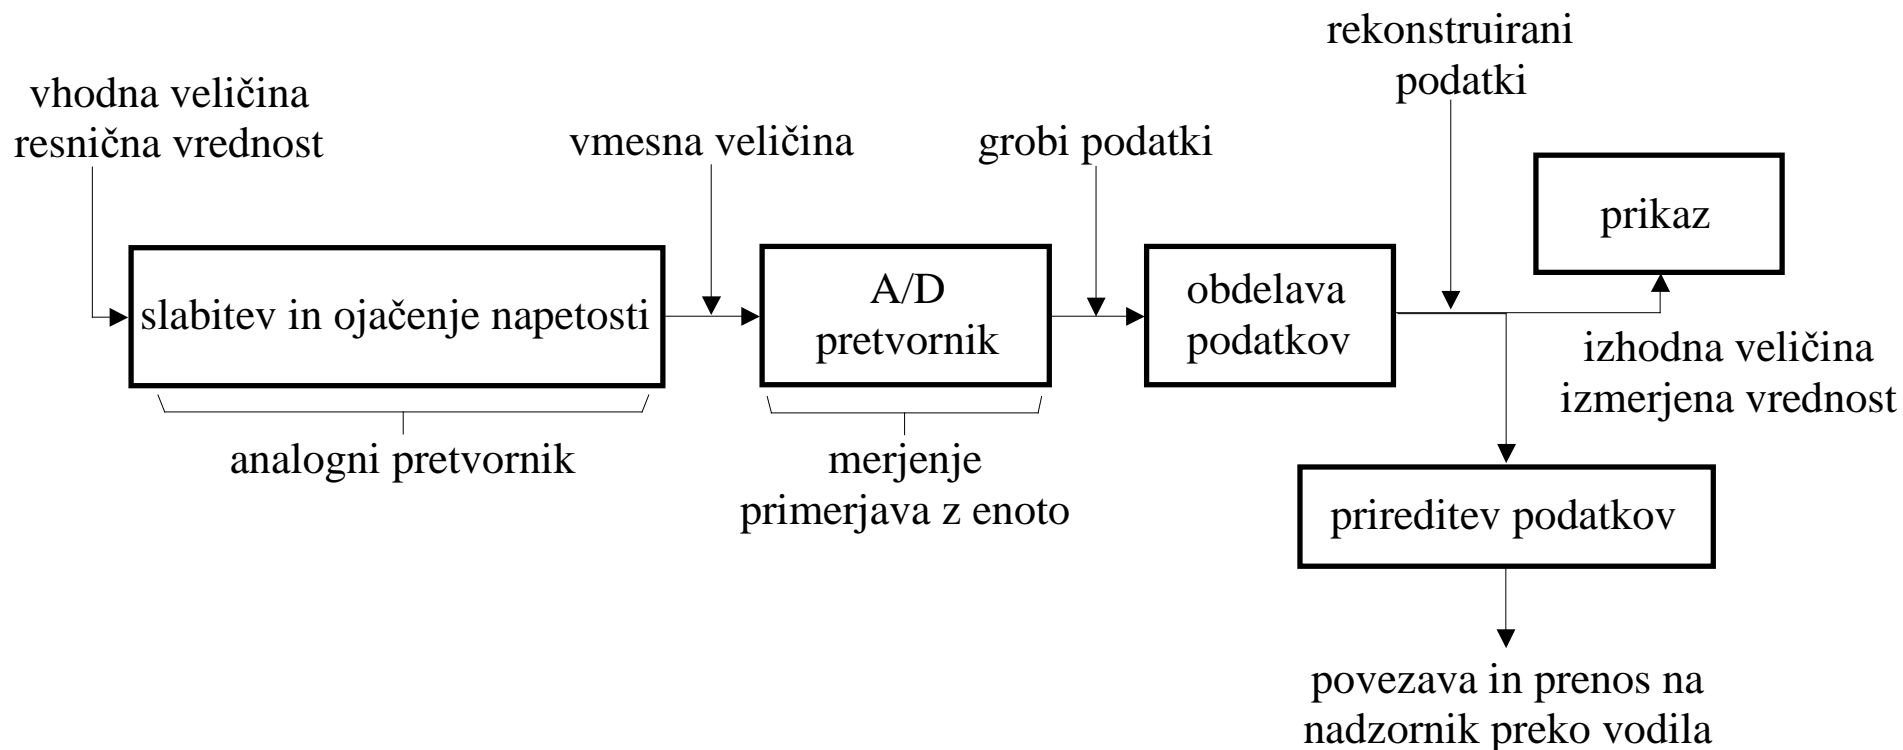 rekonstruirani
podatki
vhodna veličina
resnična vrednost
vmesna veličina
grobi podatki
prikaz
slabitev in ojačenje napetosti
A/D
pretvornik
obdelava
podatkov
izhodna veličina
izmerjena vrednost
analogni pretvornik
merjenje
primerjava z enoto
prireditev podatkov
povezava in prenos na
nadzornik preko vodila